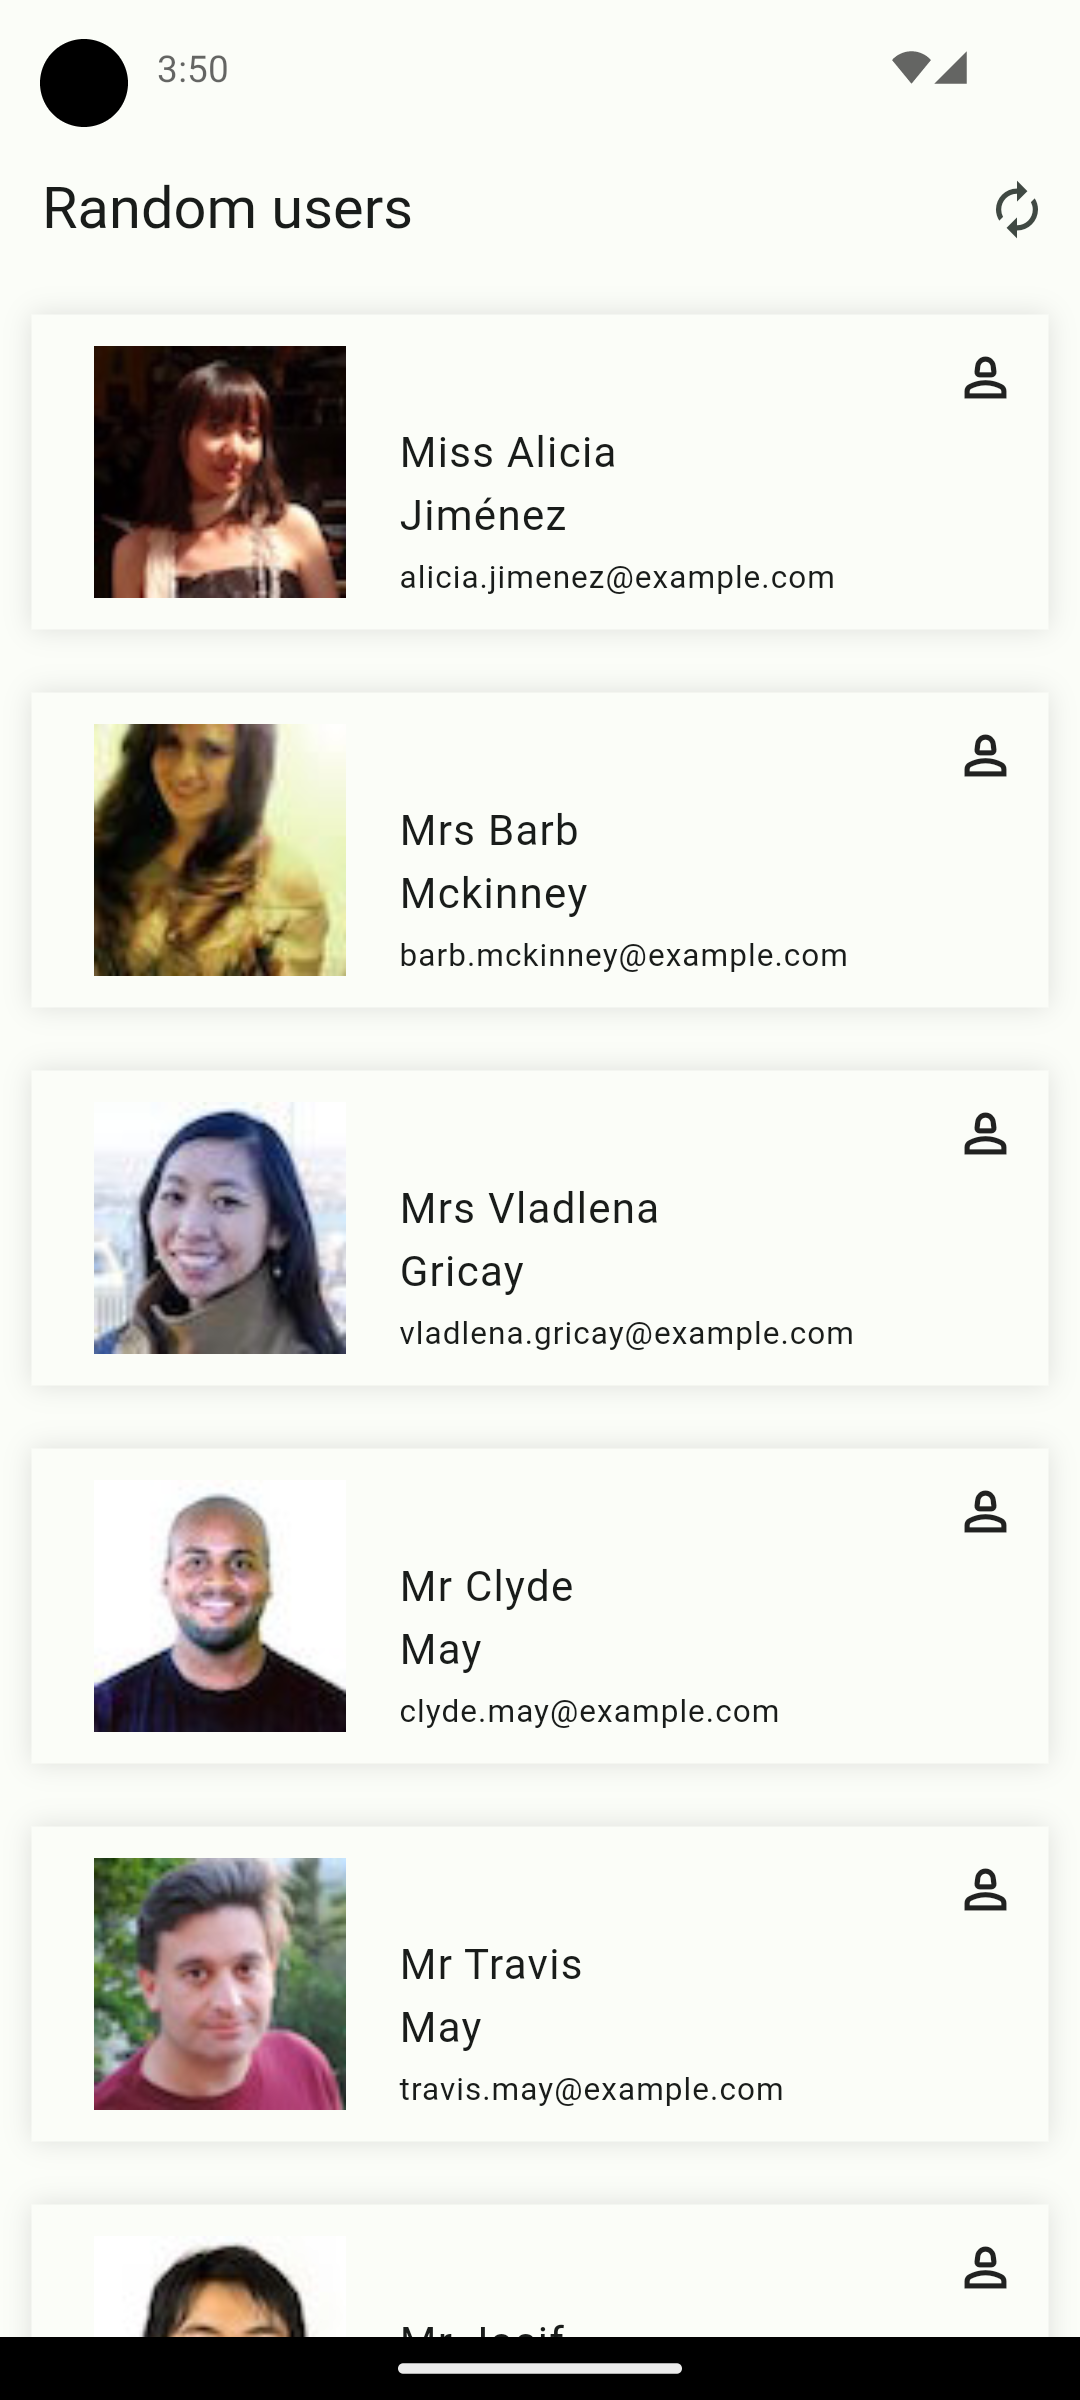 3:50
Random users
Miss Alicia
Jiménez
alicia.jimenez@example.com
Mrs Barb
Mckinney
barb.mckinney@example.com
Mrs Vladlena
Gricay
vladlena.gricay@example.com
Mr Clyde
May
clyde.may@example.com
Mr Travis
May
travis.may@example.com
Mr